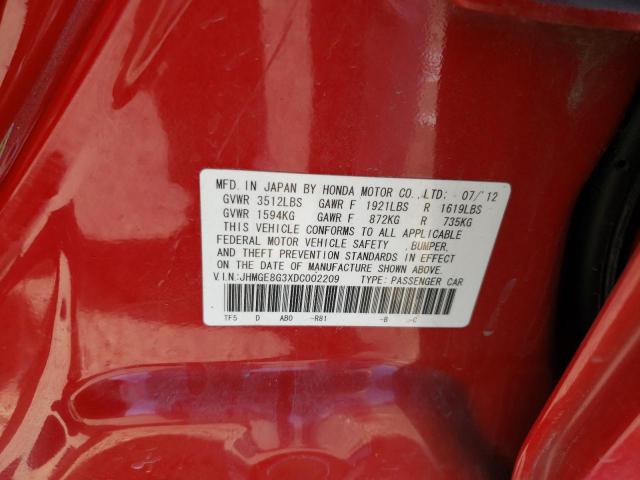 MFD. IN JAPAN BY HONDA MOTOR CO., LTD: 07/'12
GVWR 3512LBS GAWR F 1921LBS R 1619LBS
GVWR 1594KG GAWR F 872KG R 735KG
THIS VEHICLE CONFORMS TO ALL APPLICABLE
FEDERAL MOTOR VEHICLE SAFETY , BUMPER,
AND THEFT PREVENTION STANDARDS IN EFFECT
ON THE DATE OF MANUFACTURE SHOWN ABOVE.
V.I.N.:JHMGE8G3XDC002209 TYPE: PASSENGER CAR
TF5 D AB0 -R81 -B -C